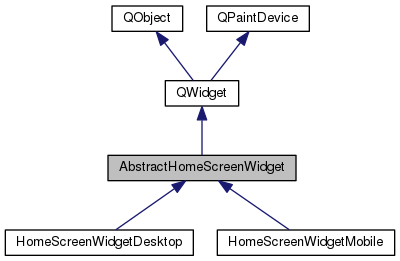 QObject
QPaintDevice
QWidget
AbstractHomeScreenWidget
HomeScreenWidgetDesktop
HomeScreenWidgetMobile